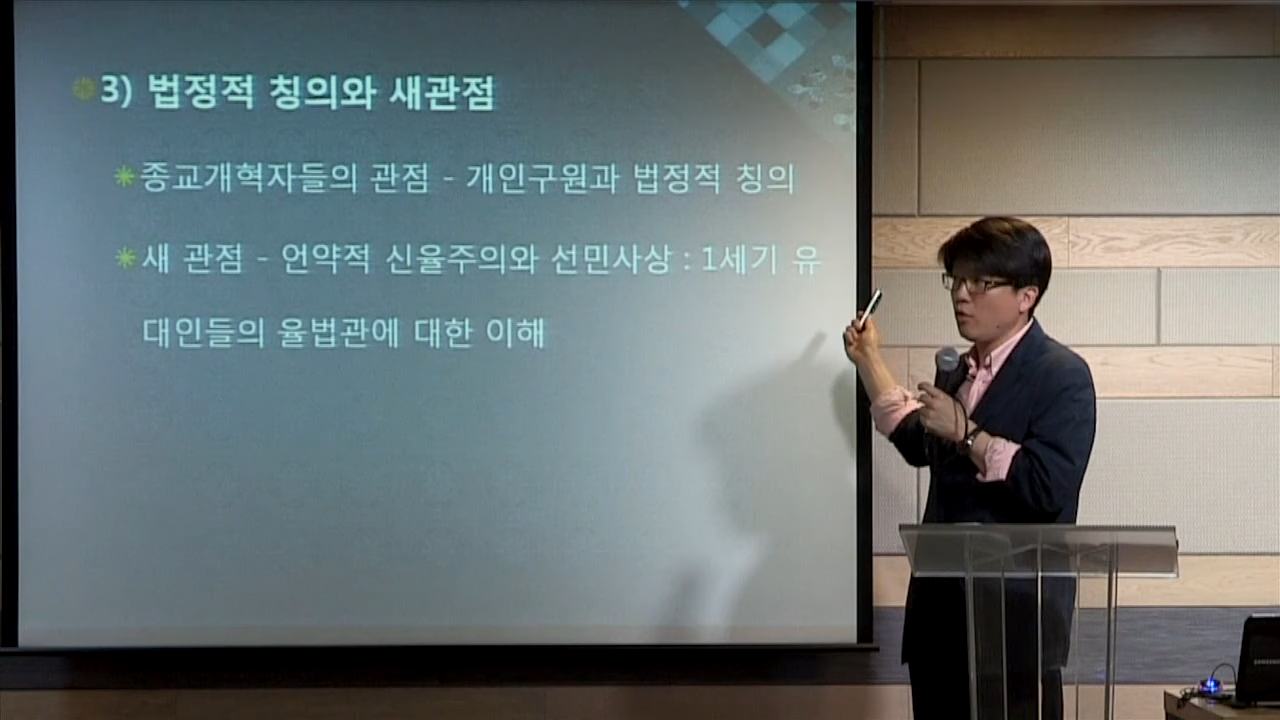 3) 법정적 칭의와 새관점
종교개혁자들의 관점 - 개인구원과 법정적 칭의
새 관점 - 언약적 신율주의와 선민사상 : 1세기 유
대인들의 율법관에 대한 이해